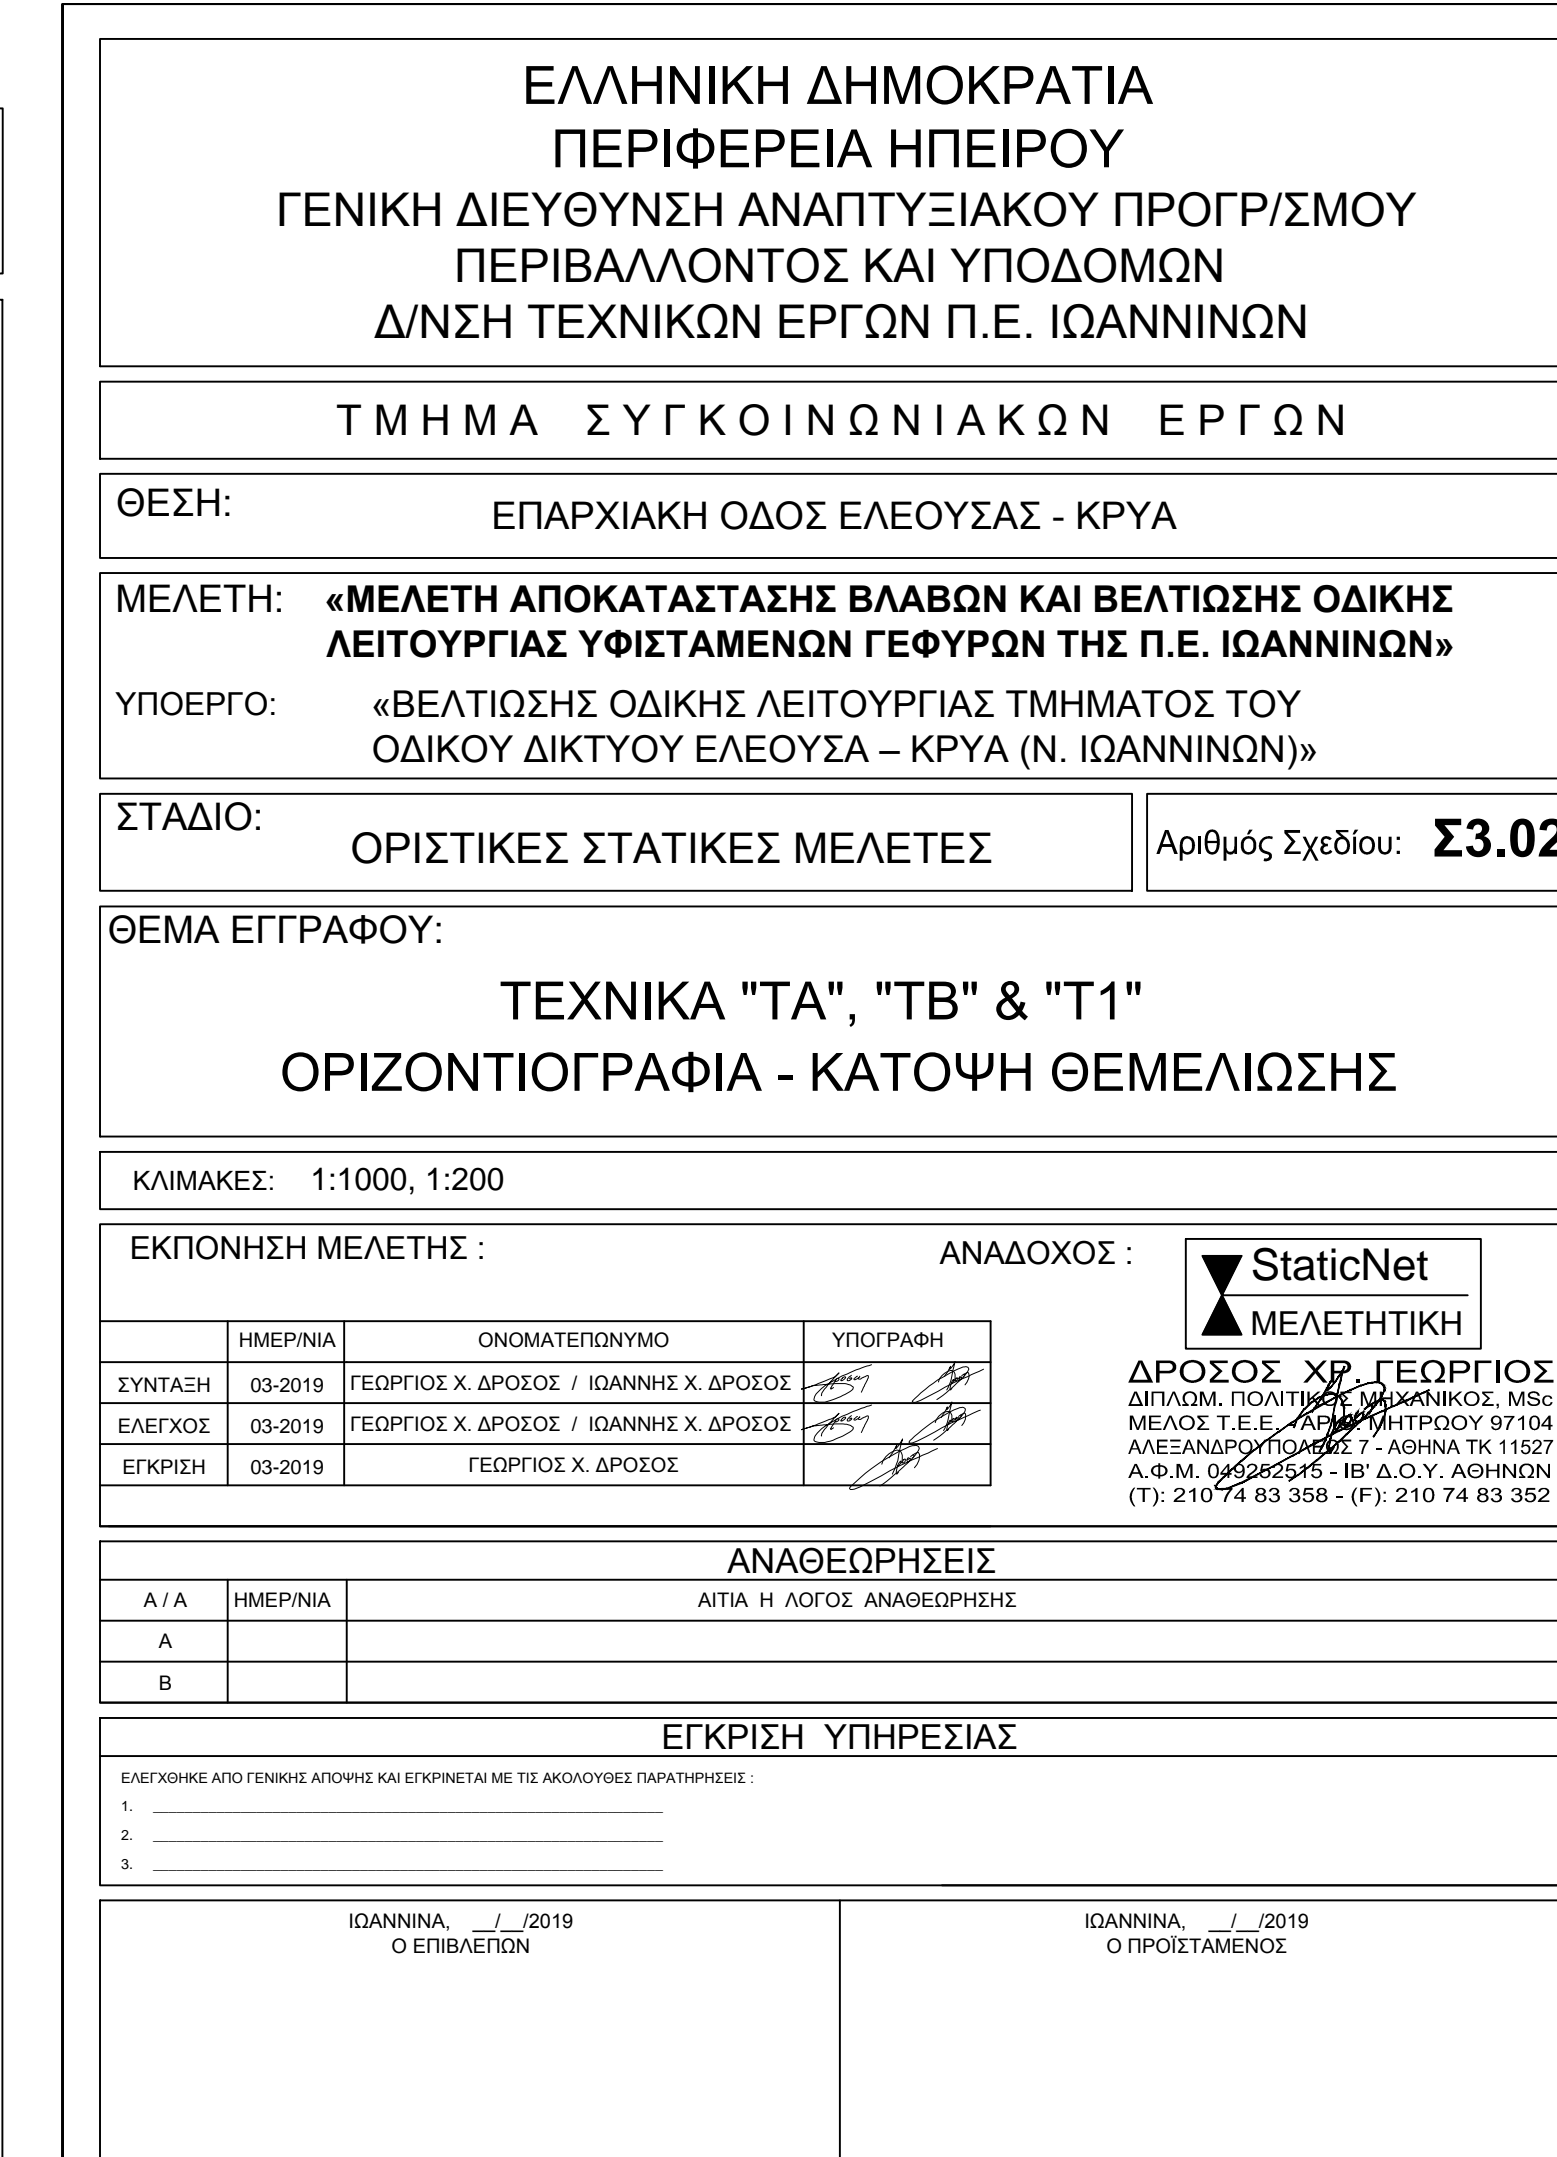 ΕΛΛΗΝΙΚΗ ΔΗΜΟΚΡΑΤΙΑ
ΠΕΡΙΦΕΡΕΙΑ ΗΠΕΙΡΟΥ
ΓΕΝΙΚΗ ΔΙΕΥΘΥΝΣΗ ΑΝΑΠΤΥΞΙΑΚΟΥ ΠΡΟΓΡ/ΣΜΟΥ
ΠΕΡΙΒΑΛΛΟΝΤΟΣ ΚΑΙ ΥΠΟΔΟΜΩΝ
Δ/ΝΣΗ ΤΕΧΝΙΚΩΝ ΕΡΓΩΝ Π.Ε. ΙΩΑΝΝΙΝΩΝ
ΤΜΗΜΑ ΣΥΓΚΟΙΝΩΝΙΑΚΩΝ ΕΡΓΩΝ
ΘΕΣΗ: ΕΠΑΡΧΙΑΚΗ ΟΔΟΣ ΕΛΕΟΥΣΑΣ - ΚΡΥΑ
ΜΕΛΕΤΗ: «ΜΕΛΕΤΗ ΑΠΟΚΑΤΑΣΤΑΣΗΣ ΒΛΑΒΩΝ ΚΑΙ ΒΕΛΤΙΩΣΗΣ ΟΔΙΚΗΣ
ΛΕΙΤΟΥΡΓΙΑΣ ΥΦΙΣΤΑΜΕΝΩΝ ΓΕΦΥΡΩΝ ΤΗΣ Π.Ε. ΙΩΑΝΝΙΝΩΝ»
ΥΠΟΕΡΓΟ: «ΒΕΛΤΙΩΣΗΣ ΟΔΙΚΗΣ ΛΕΙΤΟΥΡΓΙΑΣ ΤΜΗΜΑΤΟΣ ΤΟΥ
ΟΔΙΚΟΥ ΔΙΚΤΥΟΥ ΕΛΕΟΥΣΑ – ΚΡΥΑ (Ν. ΙΩΑΝΝΙΝΩΝ)»
ΣΤΑΔΙΟ: ΟΡΙΣΤΙΚΕΣ ΣΤΑΤΙΚΕΣ ΜΕΛΕΤΕΣ
Αριθμός Σχεδίου: Σ3.02
ΘΕΜΑ ΕΓΓΡΑΦΟΥ:
ΤΕΧΝΙΚΑ "ΤΑ", "ΤΒ" & "Τ1"
ΟΡΙΖΟΝΤΙΟΓΡΑΦΙΑ - ΚΑΤΟΨΗ ΘΕΜΕΛΙΩΣΗΣ
ΚΛΙΜΑΚΕΣ: 1:1000, 1:200
ΕΚΠΟΝΗΣΗ ΜΕΛΕΤΗΣ :
ΗΜΕΡ/ΝΙΑ ΟΝΟΜΑΤΕΠΩΝΥΜΟ ΥΠΟΓΡΑΦΗ
ΣΥΝΤΑΞΗ 03-2019 ΓΕΩΡΓΙΟΣ Χ. ΔΡΟΣΟΣ / ΙΩΑΝΝΗΣ Χ. ΔΡΟΣΟΣ
ΕΛΕΓΧΟΣ 03-2019 ΓΕΩΡΓΙΟΣ Χ. ΔΡΟΣΟΣ / ΙΩΑΝΝΗΣ Χ. ΔΡΟΣΟΣ
ΕΓΚΡΙΣΗ 03-2019 ΓΕΩΡΓΙΟΣ Χ. ΔΡΟΣΟΣ
ΑΝΑΔΟΧΟΣ :
StaticNet
ΜΕΛΕΤΗΤΙΚΗ
ΔΡΟΣΟΣ ΧΡ. ΓΕΩΡΓΙΟΣ
ΔΙΠΛΩΜ. ΠΟΛΙΤΙΚΟΣ ΜΗΧΑΝΙΚΟΣ, MSc
ΜΕΛΟΣ Τ.Ε.Ε. - ΑΡΙΘ. ΜΗΤΡΩΟΥ 97104
ΑΛΕΞΑΝΔΡΟΥΠΟΛΕΩΣ 7 - ΑΘΗΝΑ ΤΚ 11527
Α.Φ.Μ. 049252515 - ΙΒ' Δ.Ο.Υ. ΑΘΗΝΩΝ
(Τ): 210 74 83 358 - (F): 210 74 83 352
ΑΝΑΘΕΩΡΗΣΕΙΣ
Α / Α ΗΜΕΡ/ΝΙΑ ΑΙΤΙΑ Η ΛΟΓΟΣ ΑΝΑΘΕΩΡΗΣΗΣ
Α
Β
ΕΓΚΡΙΣΗ ΥΠΗΡΕΣΙΑΣ
ΕΛΕΓΧΘΗΚΕ ΑΠΟ ΓΕΝΙΚΗΣ ΑΠΟΨΗΣ ΚΑΙ ΕΓΚΡΙΝΕΤΑΙ ΜΕ ΤΙΣ ΑΚΟΛΟΥΘΕΣ ΠΑΡΑΤΗΡΗΣΕΙΣ :
1.
2.
3.
ΙΩΑΝΝΙΝΑ, __/__/2019
Ο ΕΠΙΒΛΕΠΩΝ
ΙΩΑΝΝΙΝΑ, __/__/2019
Ο ΠΡΟΪΣΤΑΜΕΝΟΣ